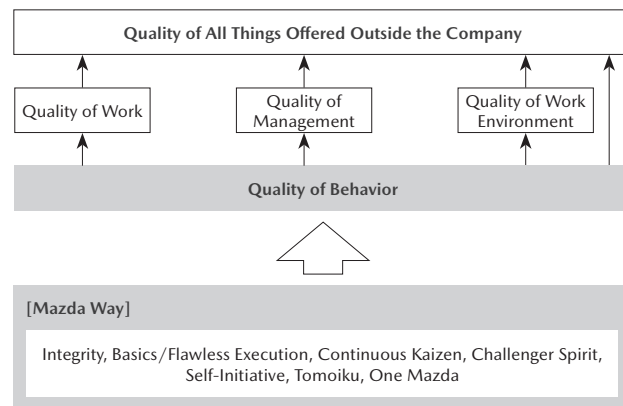 Quality of All Things Offered Outside the Company
Quality of Work
Quality of
Management
Quality of Work
Environment
Quality of Behavior
[Mazda Way]
Integrity, Basics/Flawless Execution, Continuous Kaizen, Challenger Spirit,
Self-Initiative, Tomoiku, One Mazda